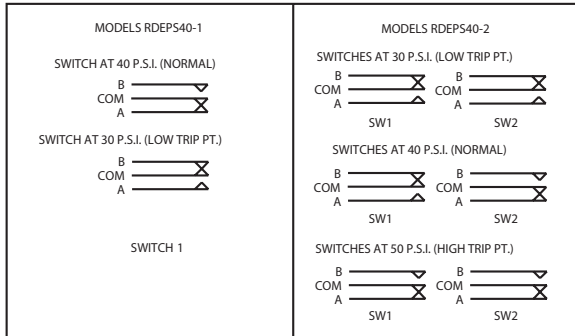 MODELS RDEPS40-1
SWITCH AT 40 P.S.I. (NORMAL)
B
COM
A
SWITCH AT 30 P.S.I. (LOW TRIP PT.)
B
COM
A
SWITCH 1
MODELS RDEPS40-2
SWITCHES AT 30 P.S.I. (LOW TRIP PT.)
B B
COM COM
A A
SW1 SW2
SWITCHES AT 40 P.S.I. (NORMAL)
B B
COM COM
A A
SW1 SW2
SWITCHES AT 50 P.S.I. (HIGH TRIP PT.)
B B
COM COM
A A
SW1 SW2